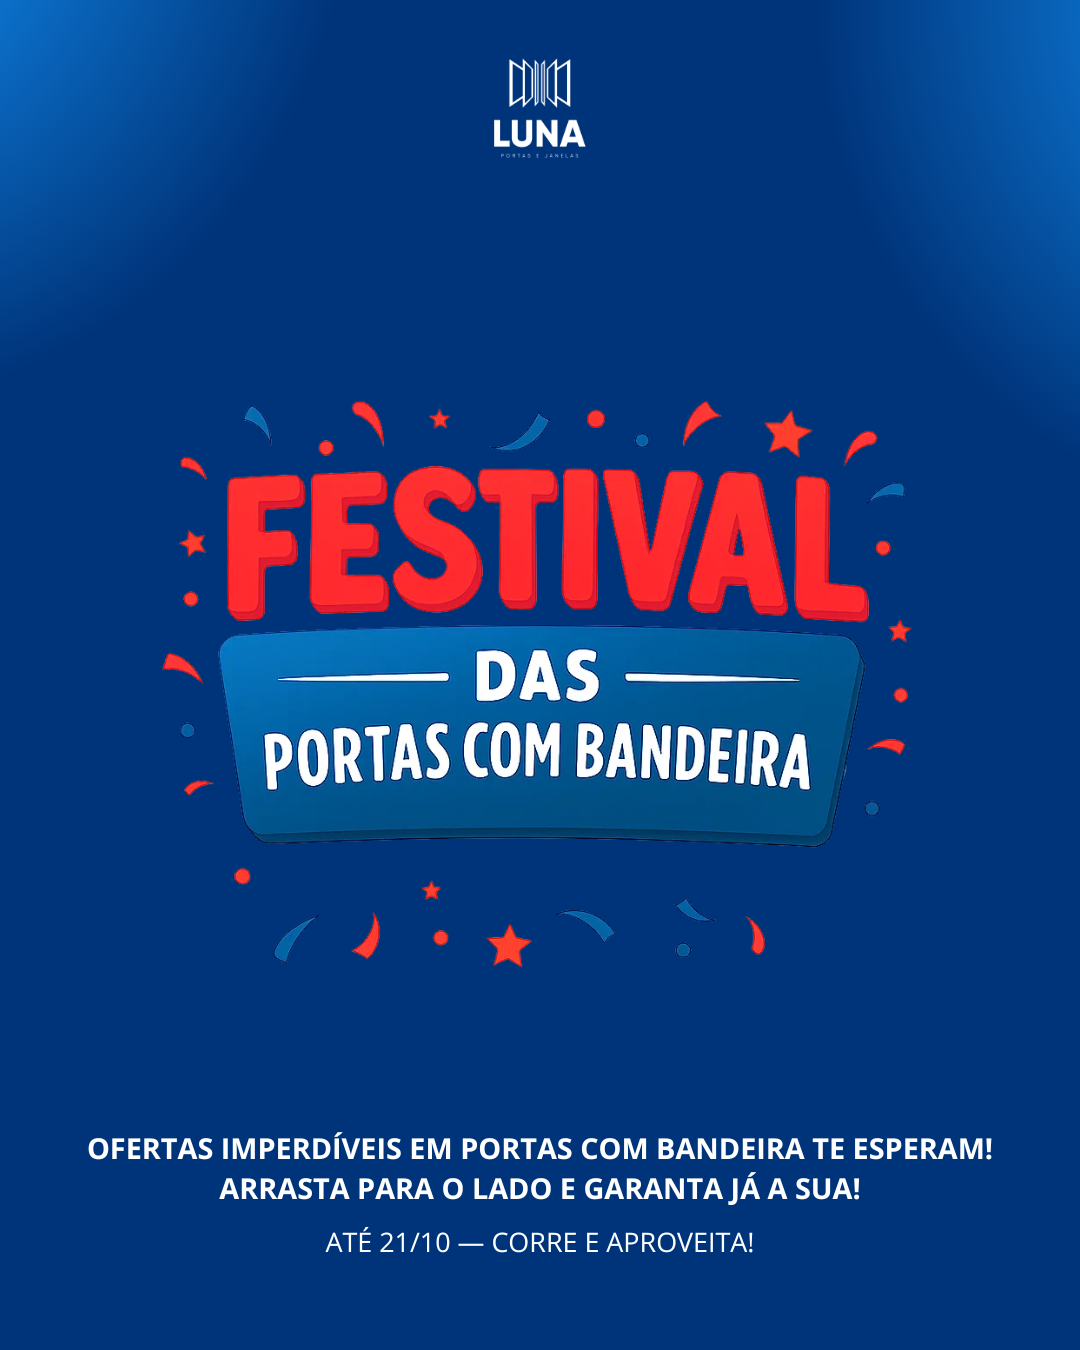 LUNA
PORTAS E JANELAS
FESTIVAL
DAS
PORTAS COM BANDEIRA
OFERTAS IMPERDÍVEIS EM PORTAS COM BANDEIRA TE ESPERAM!
ARRASTA PARA O LADO E GARANTA JÁ A SUA!
ATÉ 21/10 — CORRE E APROVEITA!